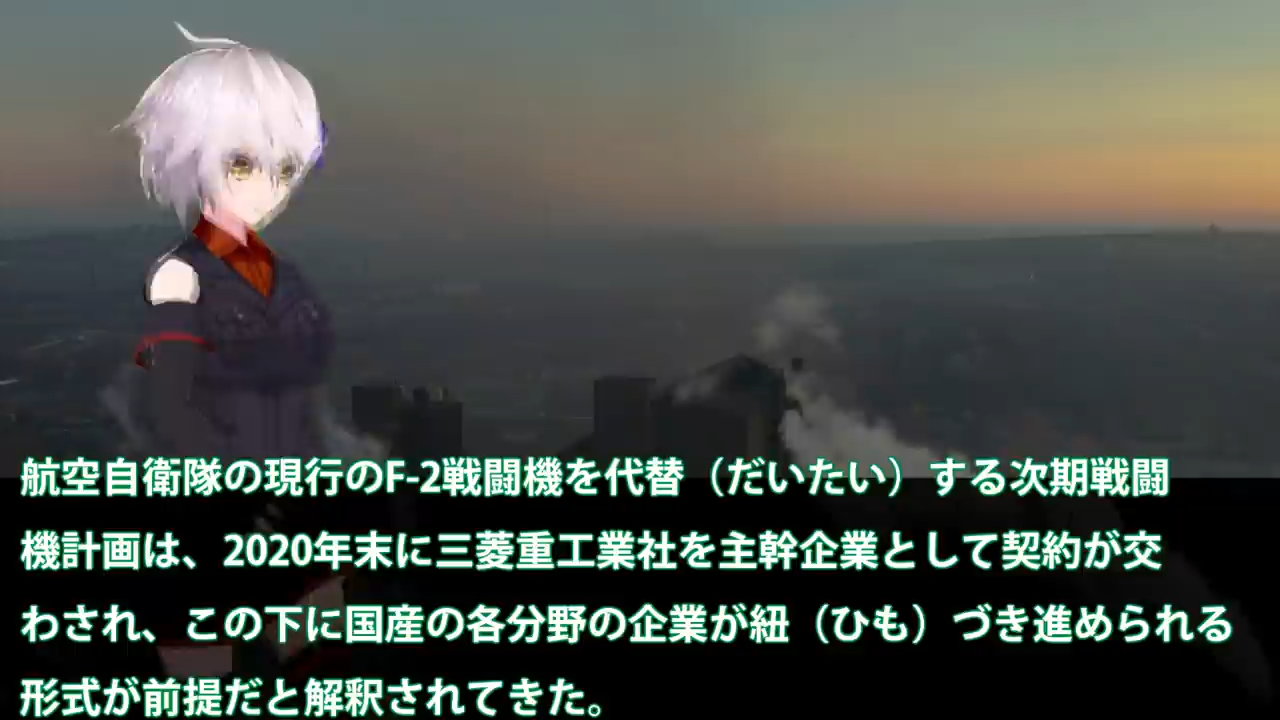 航空自衛隊の現行のF-2戦闘機を代替（だいたい）する次期戦闘
機計画は、2020年末に三菱重工業社を主幹企業として契約が交
わされ、この下に国産の各分野の企業が紐（ひも）づき進められる
形式が前提だと解釈されてきた。